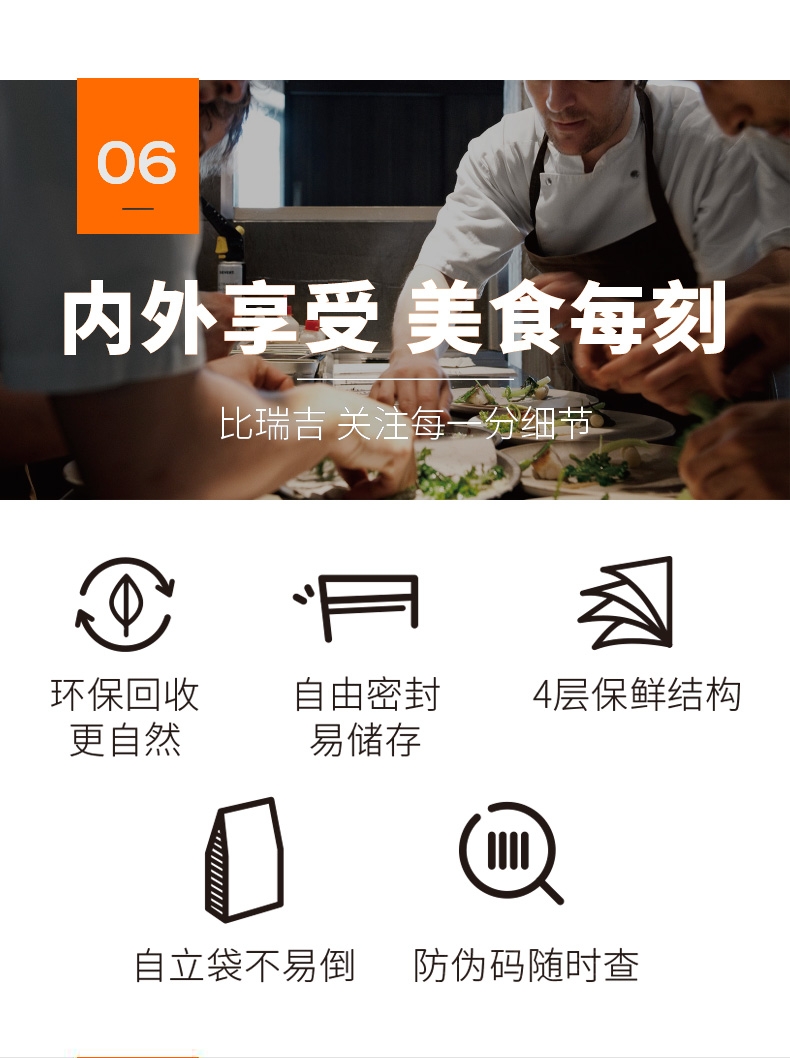 06
内外享受 美食每刻
比瑞吉 关注每一分细节
环保回收
更自然
自由密封
易储存
4层保鲜结构
自立袋不易倒
防伪码随时查